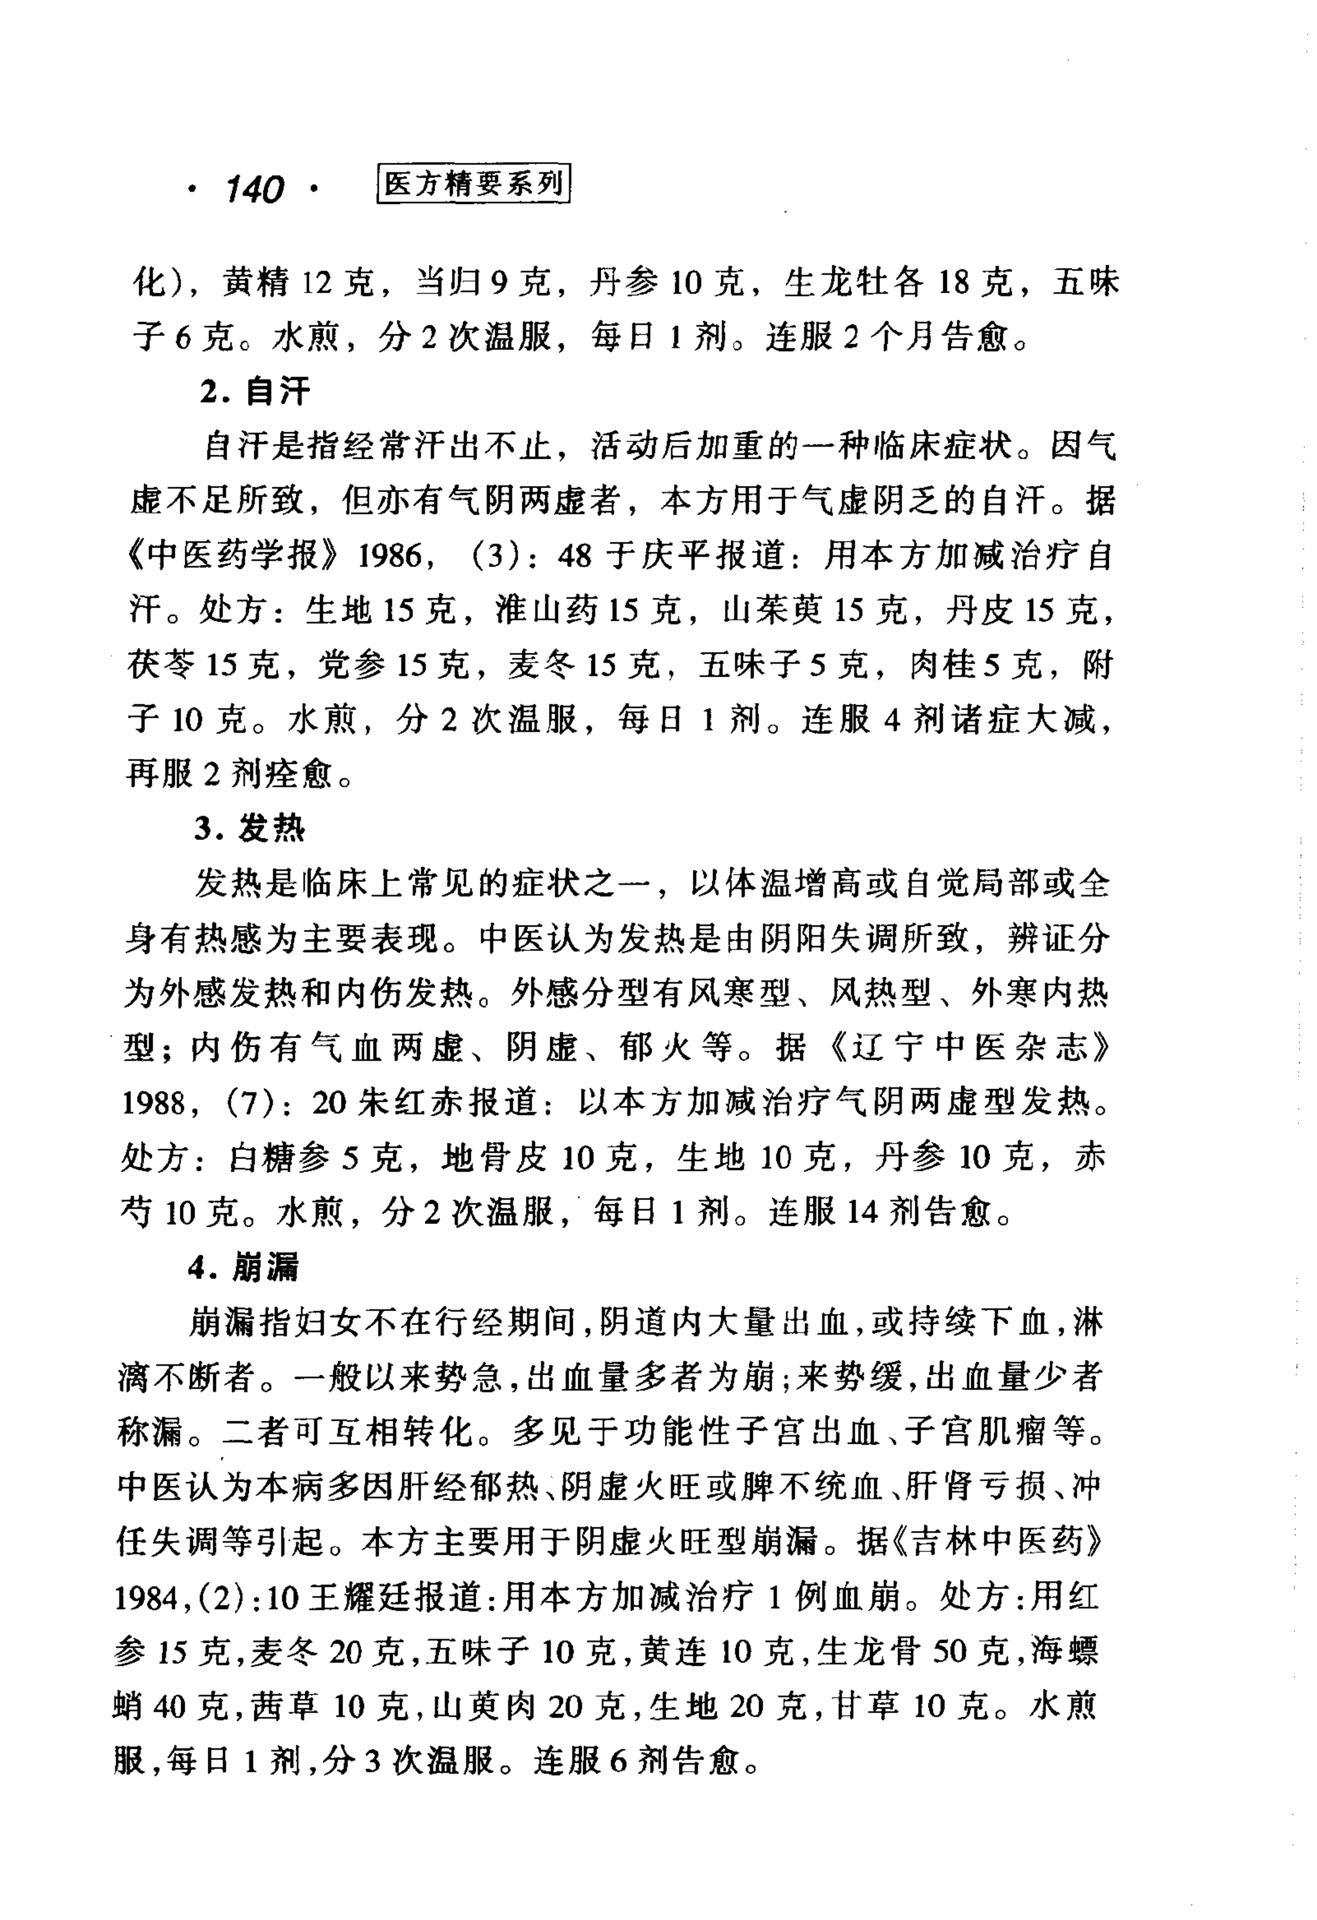 · 140 · 医方精要系列
化），黄精 12 克，当归 9 克，丹参 10 克，生龙牡各 18 克，五味
子 6 克。水煎，分 2 次温服，每日 1 剂。连服 2 个月告愈。
2. 自汗
自汗是指经常汗出不止，活动后加重的一种临床症状。因气
虚不足所致，但亦有气阴两虚者，本方用于气虚阴乏的自汗。据
《中医药学报》1986，（3）：48 于庆平报道：用本方加减治疗自
汗。处方：生地 15 克，淮山药 15 克，山茱萸 15 克，丹皮 15 克，
茯苓 15 克，党参 15 克，麦冬 15 克，五味子 5 克，肉桂 5 克，附
子 10 克。水煎，分 2 次温服，每日 1 剂。连服 4 剂诸症大减，
再服 2 剂痊愈。
3. 发热
发热是临床上常见的症状之一，以体温增高或自觉局部或全
身有热感为主要表现。中医认为发热是由阴阳失调所致，辨证分
为外感发热和内伤发热。外感分型有风寒型、风热型、外寒内热
型；内伤有气血两虚、阴虚、郁火等。据《辽宁中医杂志》
1988，（7）：20 朱红赤报道：以本方加减治疗气阴两虚型发热。
处方：白糖参 5 克，地骨皮 10 克，生地 10 克，丹参 10 克，赤
芍 10 克。水煎，分 2 次温服，每日 1 剂。连服 14 剂告愈。
4. 崩漏
崩漏指妇女不在行经期间，阴道内大量出血，或持续下血，淋
漓不断者。一般以来势急，出血量多者为崩；来势缓，出血量少者
称漏。二者可互相转化。多见于功能性子宫出血、子宫肌瘤等。
中医认为本病多因肝经郁热、阴虚火旺或脾不统血、肝肾亏损、冲
任失调等引起。本方主要用于阴虚火旺型崩漏。据《吉林中医药》
1984，（2）：10 王耀廷报道：用本方加减治疗 1 例血崩。处方：用红
参 15 克，麦冬 20 克，五味子 10 克，黄连 10 克，生龙骨 50 克，海螵
蛸 40 克，茜草 10 克，山萸肉 20 克，生地 20 克，甘草 10 克。水煎
服，每日 1 剂，分 3 次温服。连服 6 剂告愈。